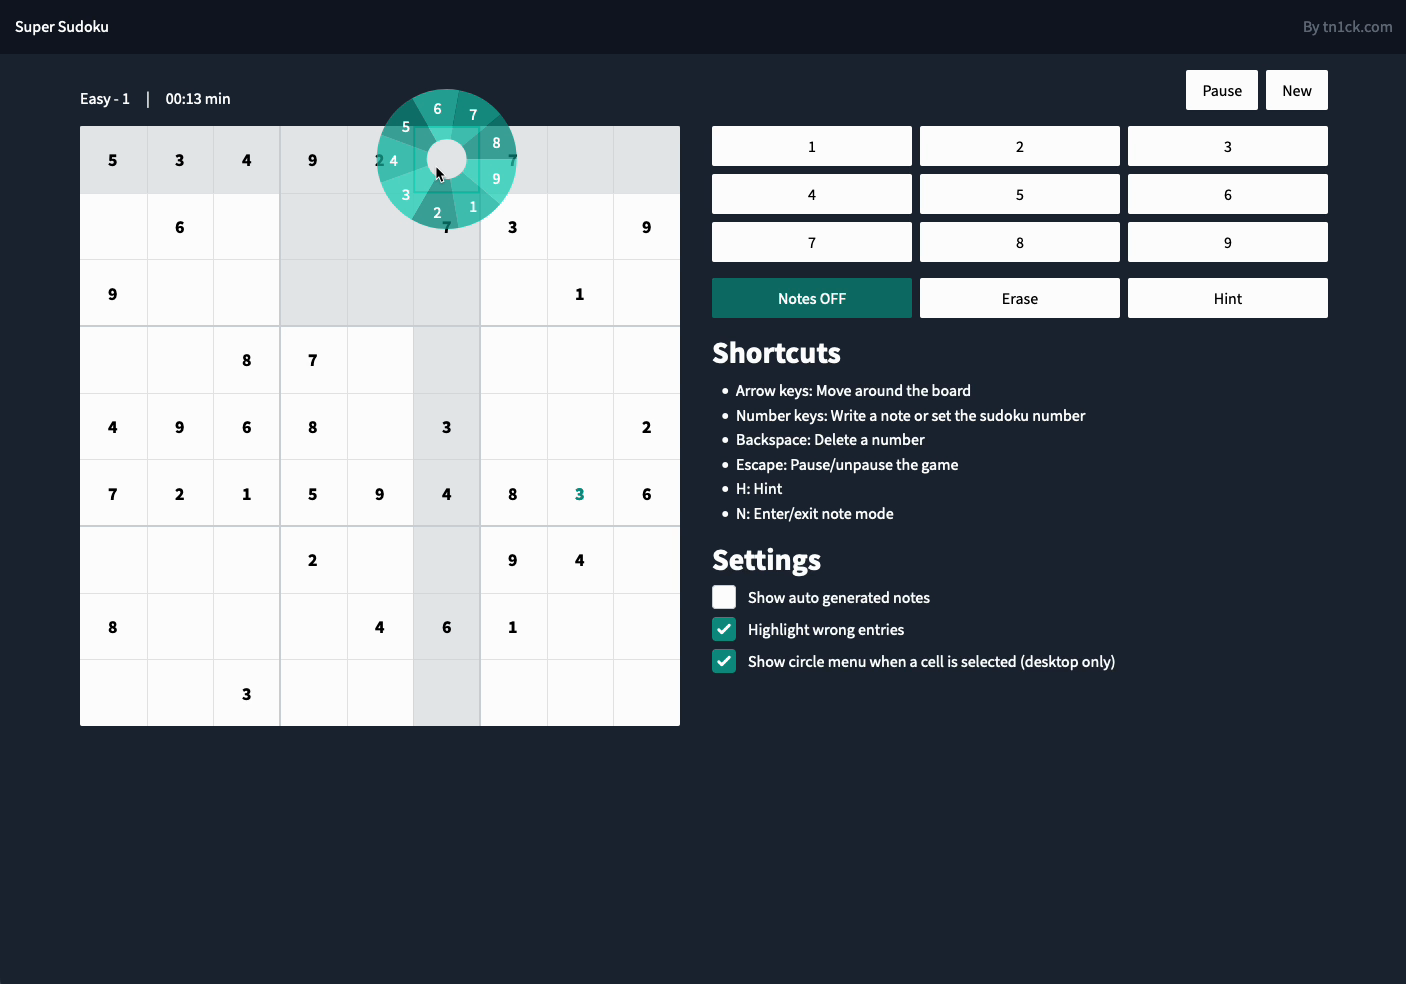 Super Sudoku
By tn1ck.com
Easy - 1 | 00:13 min
Pause New
5 3 4 9 2 7
6 7 3 9
9 1
8 7
4 9 6 8 3 2
7 2 1 5 9 4 8 3 6
2 9 4
8 4 6 1
3
5 6 7 8 9 1 2 3 4
1 2 3
4 5 6
7 8 9
Notes OFF Erase Hint
Shortcuts
Arrow keys: Move around the board
Number keys: Write a note or set the sudoku number
Backspace: Delete a number
Escape: Pause/unpause the game
H: Hint
N: Enter/exit note mode
Settings
Show auto generated notes
Highlight wrong entries
Show circle menu when a cell is selected (desktop only)